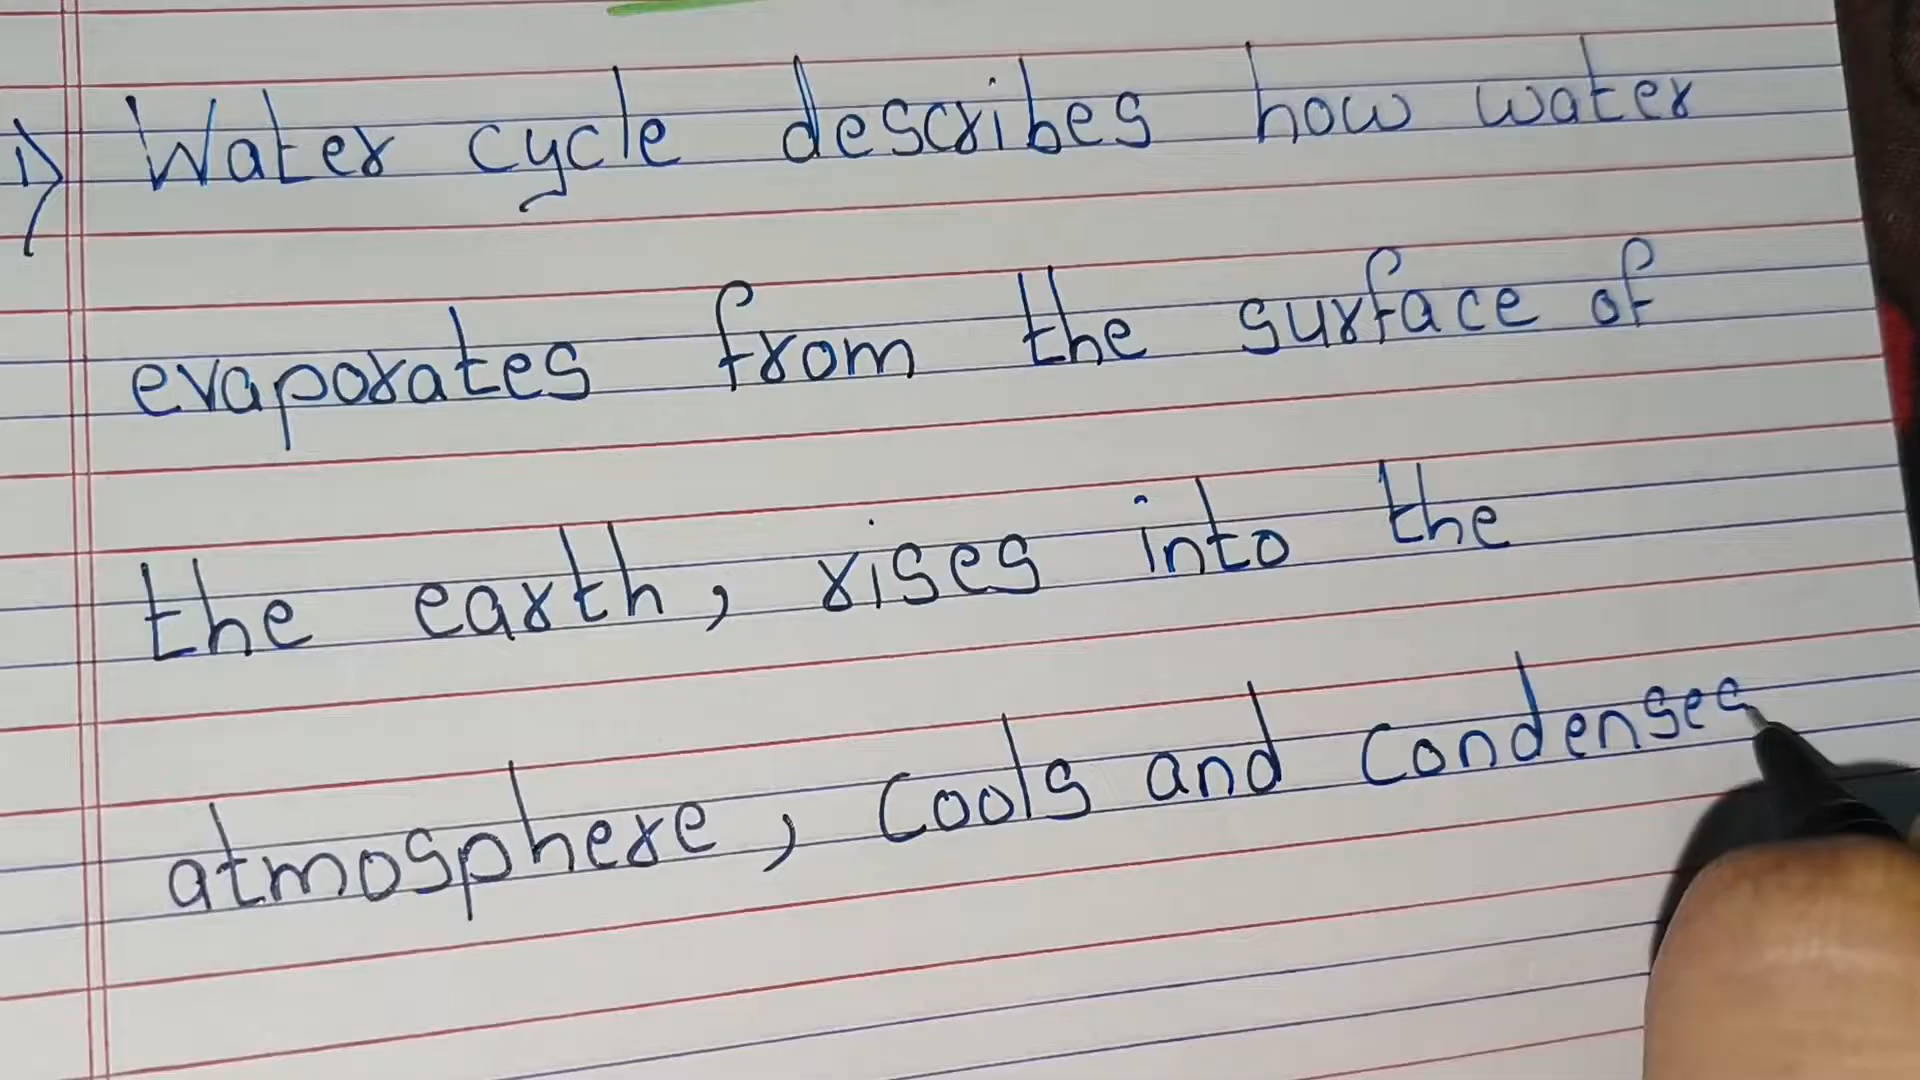 1) Water cycle describes how water
evaporates from the surface of
the earth, rises into the
atmosphere, cools and condenses